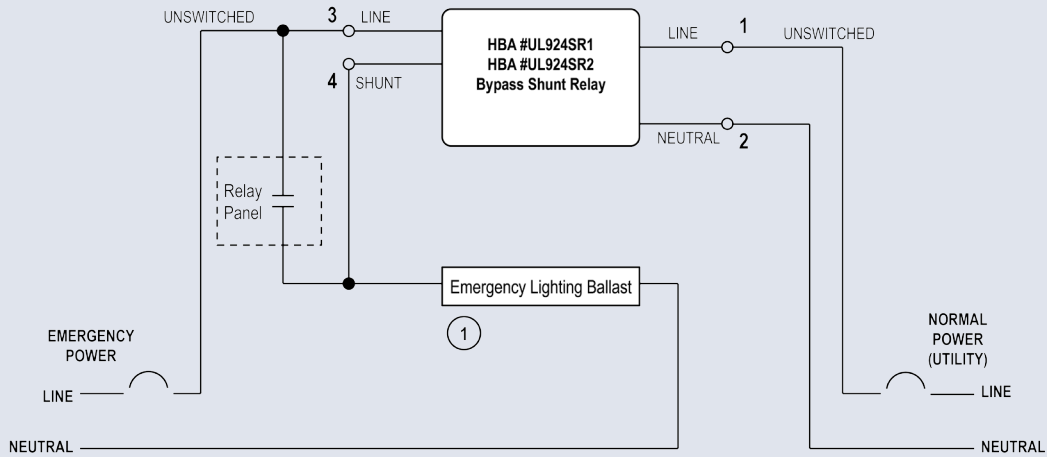 UNSWITCHED
3
LINE
4
SHUNT
HBA #UL924SR1
HBA #UL924SR2
Bypass Shunt Relay
LINE
1
UNSWITCHED
NEUTRAL
2
Relay
Panel
Emergency Lighting Ballast
1
EMERGENCY
POWER
LINE
NEUTRAL
NORMAL
POWER
(UTILITY)
LINE
NEUTRAL